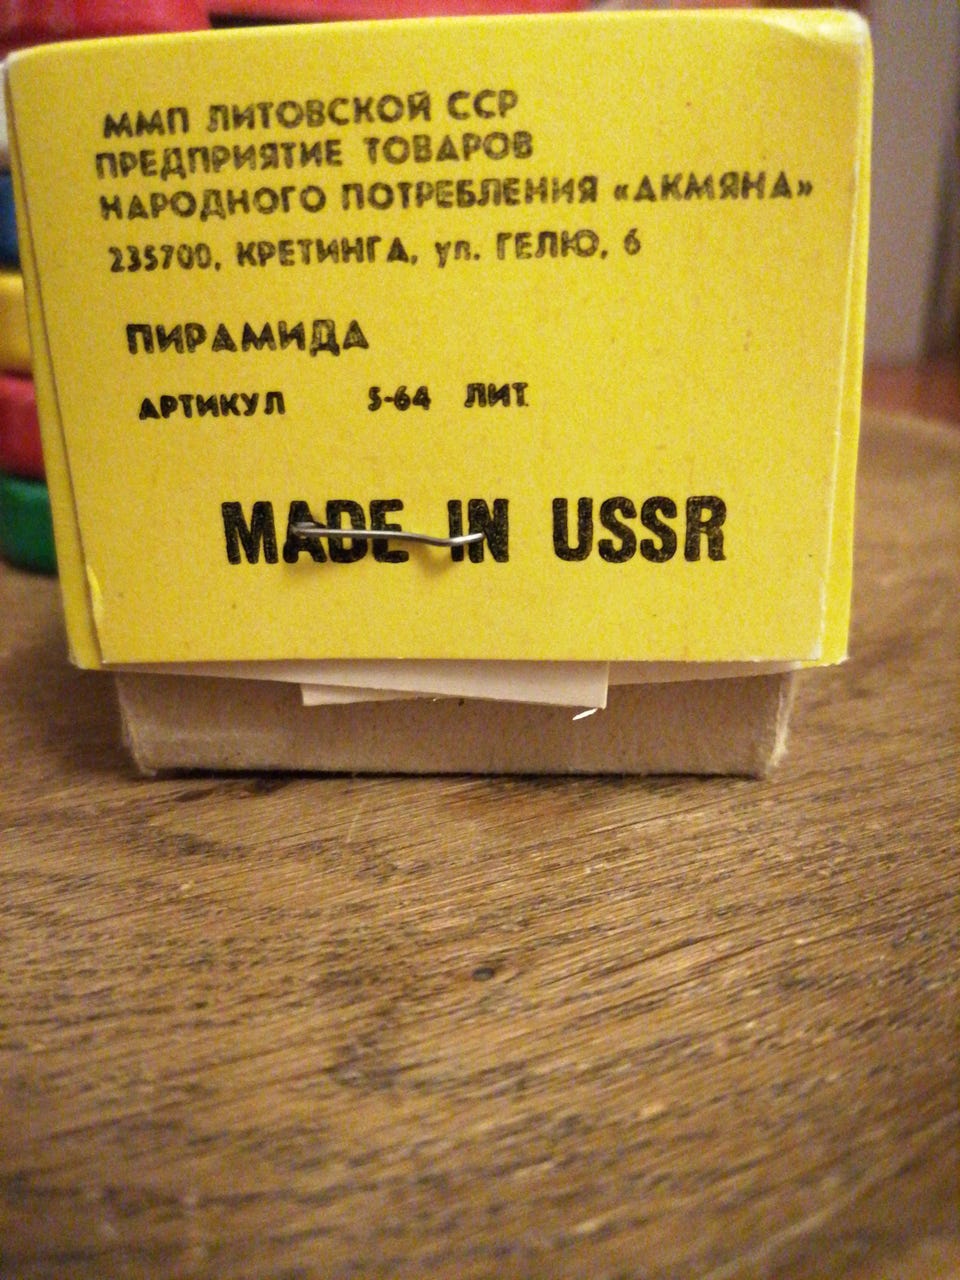 ММП ЛИТОВСКОЙ ССР
ПРЕДПРИЯТИЕ ТОВАРОВ
НАРОДНОГО ПОТРЕБЛЕНИЯ «АКМЯНА»
235700, КРЕТИНГА, ул. ГЕЛЮ, 6
ПИРАМИДА
АРТИКУЛ 5-64 ЛИТ
MADE IN USSR